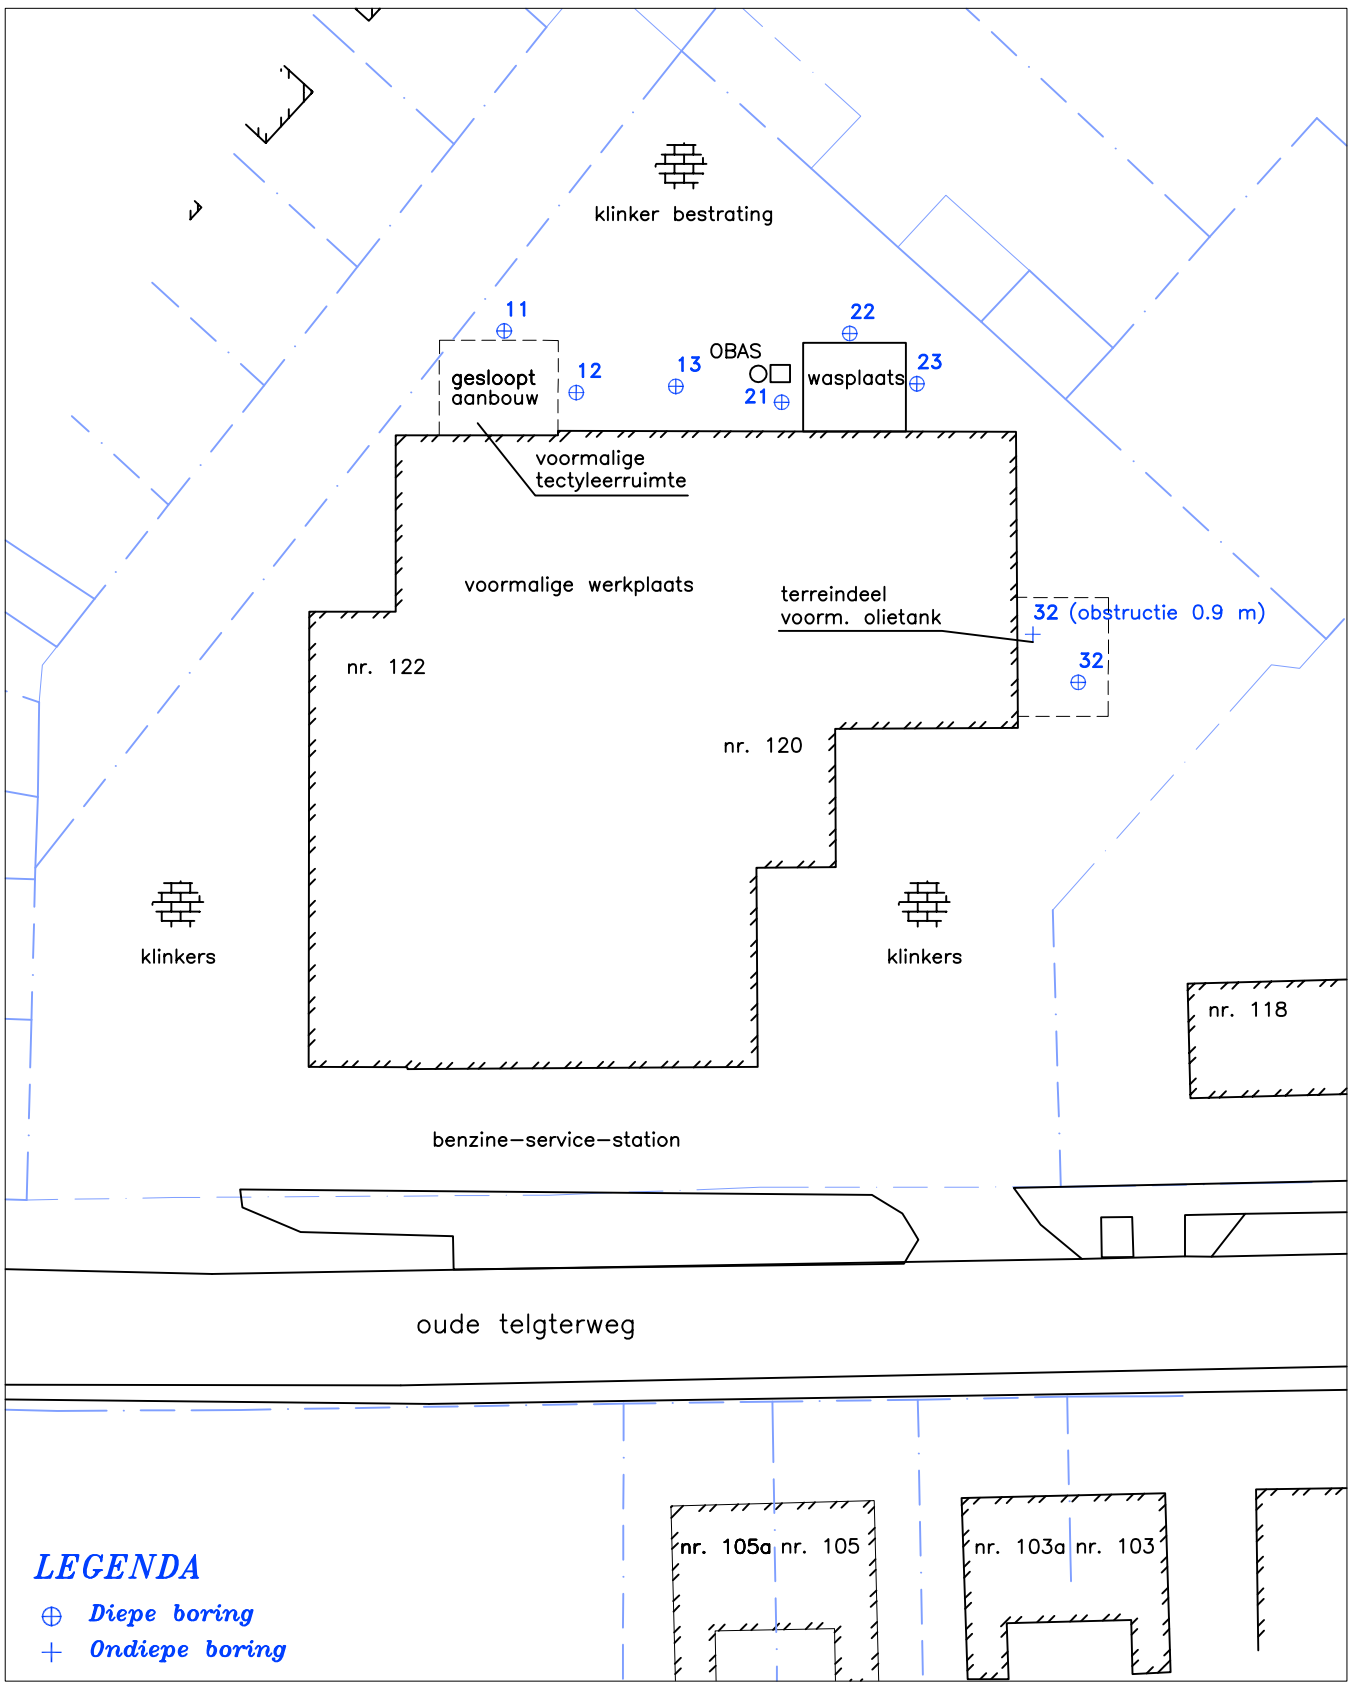 klinker bestrating
11
22
OBAS
13
12
23
gesloopt
aanbouw
wasplaats
21
voormalige
tectyleerruimte
voormalige werkplaats
terreindeel
voorm. olietank
32 (obstructie 0.9 m)
32
nr. 122
nr. 120
klinkers
klinkers
nr. 118
benzine-service-station
oude telgterweg
nr. 105a nr. 105
nr. 103a nr. 103
LEGENDA
Diepe boring
Ondiepe boring